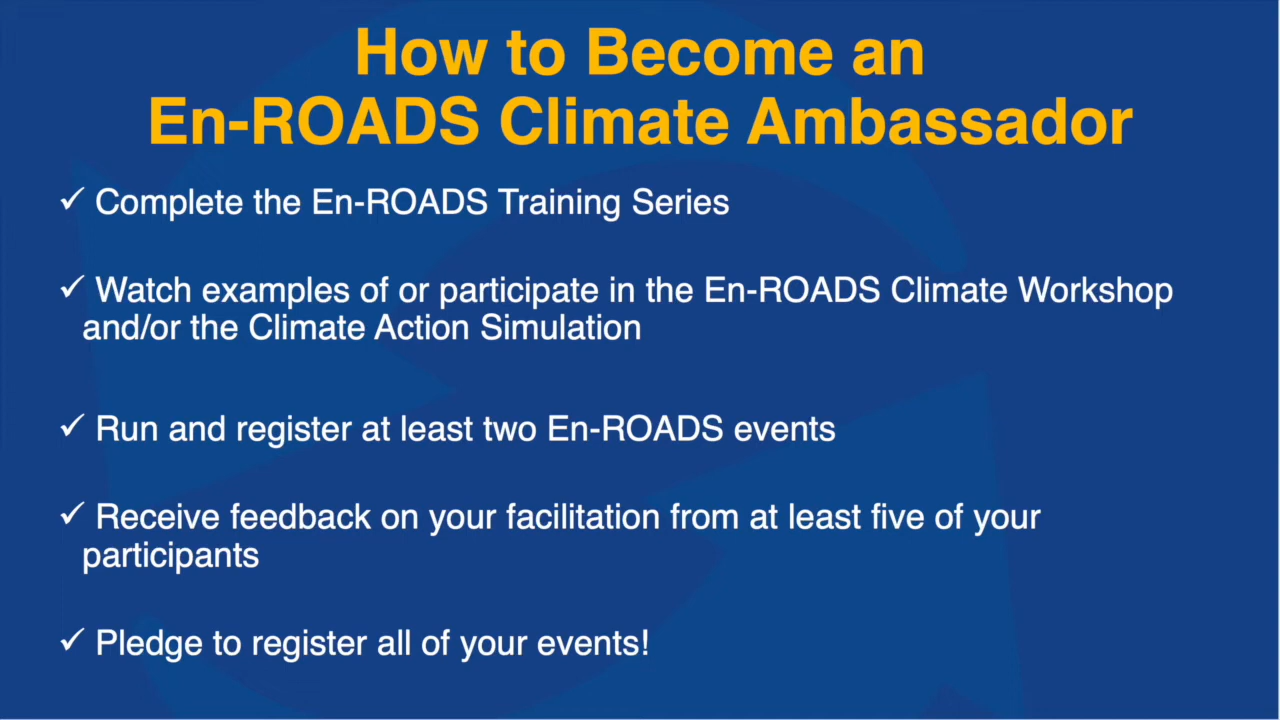 How to Become an
En-ROADS Climate Ambassador
✓ Complete the En-ROADS Training Series
✓ Watch examples of or participate in the En-ROADS Climate Workshop
and/or the Climate Action Simulation
✓ Run and register at least two En-ROADS events
✓ Receive feedback on your facilitation from at least five of your
participants
✓ Pledge to register all of your events!